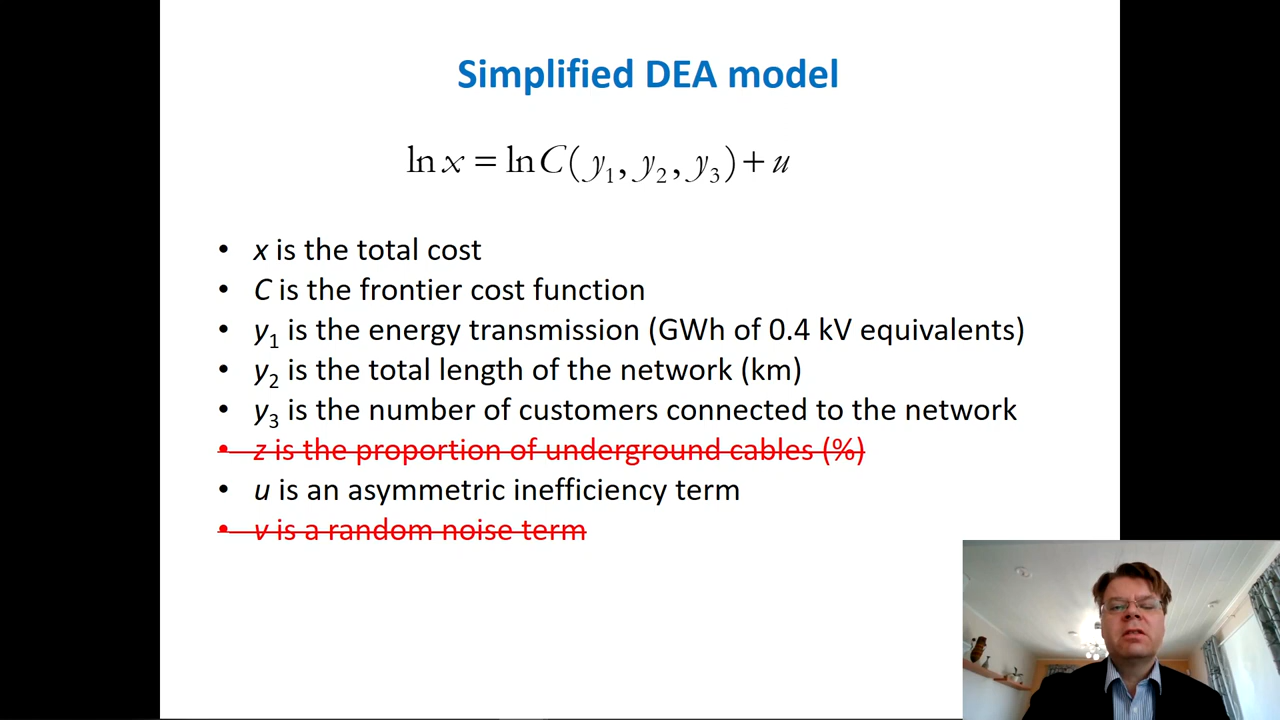 Simplified DEA model
ln x = ln C( y₁, y₂, y₃) + u
• x is the total cost
• C is the frontier cost function
• y₁ is the energy transmission (GWh of 0.4 kV equivalents)
• y₂ is the total length of the network (km)
• y₃ is the number of customers connected to the network
• z is the proportion of underground cables (%)
• u is an asymmetric inefficiency term
• v is a random noise term